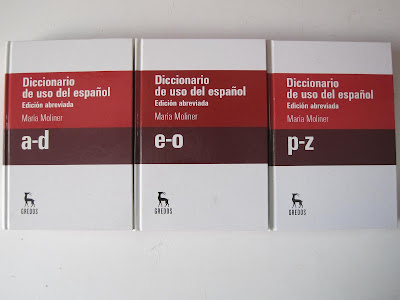 Diccionario
de uso del español
Edición abreviada
María Moliner
a-d
GREDOS
Diccionario
de uso del español
Edición abreviada
María Moliner
e-o
GREDOS
Diccionario
de uso del español
Edición abreviada
María Moliner
p-z
GREDOS